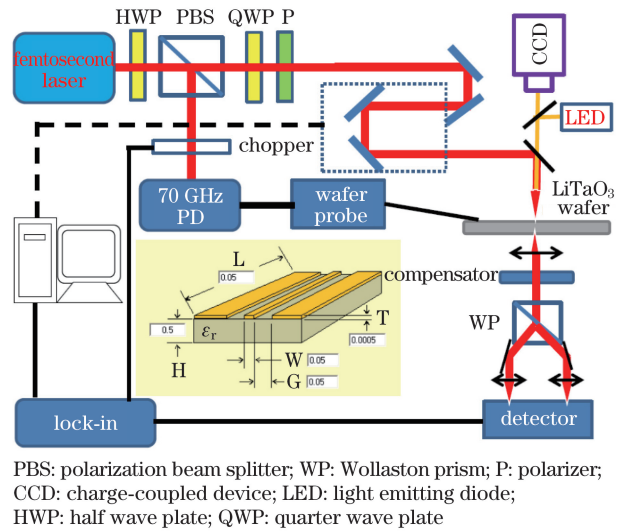 HWP PBS QWP P
CCD
femtosecond
laser
LED
chopper
LiTaO₃
wafer
70 GHz
PD
wafer
probe
L
0.05
compensator
εr
T
0.5
0.0005
WP
H
W 0.05
G 0.05
lock-in
detector
PBS: polarization beam splitter; WP: Wollaston prism; P: polarizer;
CCD: charge-coupled device; LED: light emitting diode;
HWP: half wave plate; QWP: quarter wave plate